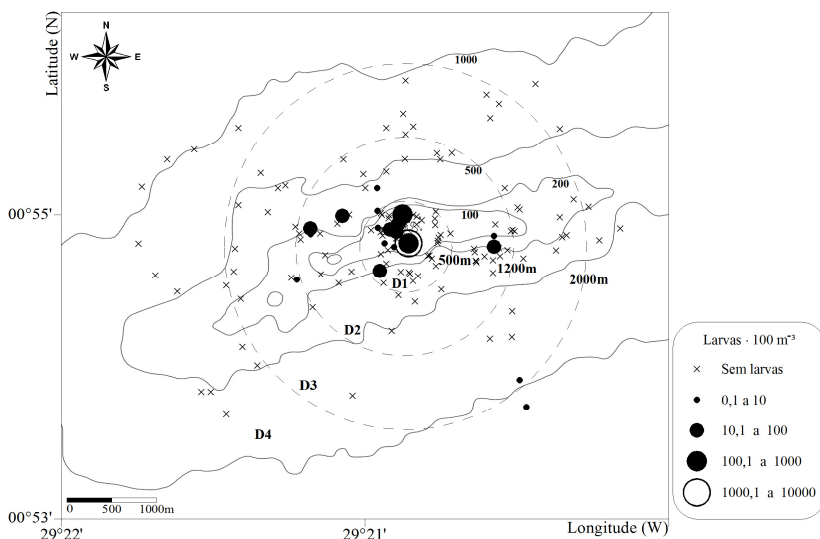 Latitude (N)
N
W E
S
1000
500
200
100
00°55'
500m
1200m
2000m
D1
D2
D3
D4
Larvas · 100 m⁻³
Sem larvas
0,1 a 10
10,1 a 100
100,1 a 1000
1000,1 a 10000
0 500 1000m
00°53'
29°22' 29°21' Longitude (W)